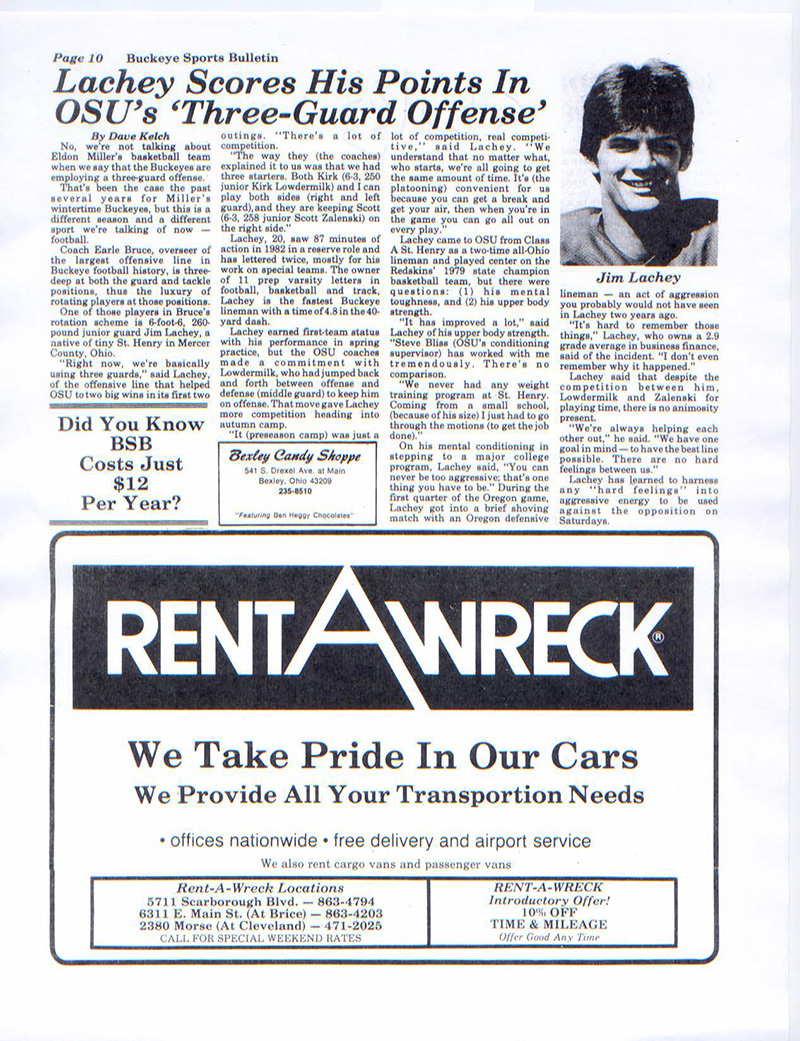 Page 10 Buckeye Sports Bulletin
Lachey Scores His Points In
OSU's 'Three-Guard Offense'
By Dave Kelch
No, we're not talking about
Eldon Miller's basketball team
when we say that the Buckeyes are
employing a three-guard offense.
That's been the case the past
several years for Miller's
wintertime Buckeyes, but this is a
different season and a different
sport we're talking of now —
football.
Coach Earle Bruce, overseer of
the largest offensive line in
Buckeye football history, is three-
deep at both the guard and tackle
positions, thus the luxury of
rotating players at those positions.
One of those players in Bruce's
rotation scheme is 6-foot-6, 260-
pound junior guard Jim Lachey, a
native of tiny St. Henry in Mercer
County, Ohio.
"Right now, we're basically
using three guards," said Lachey,
of the offensive line that helped
OSU to two big wins in its first two
Did You Know
BSB
Costs Just
$12
Per Year?
outings. "There's a lot of
competition.
"The way they (the coaches)
explained it to us was that we had
three starters. Both Kirk (6-3, 250
junior Kirk Lowdermilk) and I can
play both sides (right and left
guard), and they are keeping Scott
(6-3, 258 junior Scott Zalenski) on
the right side."
Lachey, 20, saw 87 minutes of
action in 1982 in a reserve role and
has lettered twice, mostly for his
work on special teams. The owner
of 11 prep varsity letters in
football, basketball and track,
Lachey is the fastest Buckeye
lineman with a time of 4.8 in the 40-
yard dash.
Lachey earned first-team status
with his performance in spring
practice, but the OSU coaches
made a commitment with
Lowdermilk, who had jumped back
and forth between offense and
defense (middle guard) to keep him
on offense. That move gave Lachey
more competition heading into
autumn camp.
"It (preseason camp) was just a
Bexley Candy Shoppe
541 S. Drexel Ave. at Main
Bexley, Ohio 43209
235-8510
"Featuring Ben Heggy Chocolates"
lot of competition, real competi-
tive," said Lachey. "We
understand that no matter what,
who starts, we're all going to get
the same amount of time. It's (the
platooning) convenient for us
because you can get a break and
get your air, then when you're in
the game you can go all out on
every play."
Lachey came to OSU from Class
A St. Henry as a two-time all-Ohio
lineman and played center on the
Redskins' 1979 state champion
basketball team, but there were
questions: (1) his mental
toughness, and (2) his upper body
strength.
"It has improved a lot," said
Lachey of his upper body strength.
"Steve Bliss (OSU's conditioning
supervisor) has worked with me
tremendously. There's no
comparison.
"We never had any weight
training program at St. Henry.
Coming from a small school,
(because of his size) I just had to go
through the motions (to get the job
done)."
On his mental conditioning in
stepping to a major college
program, Lachey said, "You can
never be too aggressive; that's one
thing you have to be." During the
first quarter of the Oregon game,
Lachey got into a brief shoving
match with an Oregon defensive
Jim Lachey
lineman — an act of aggression
you probably would not have seen
in Lachey two years ago.
"It's hard to remember those
things," Lachey, who owns a 2.9
grade average in business finance,
said of the incident. "I don't even
remember why it happened."
Lachey said that despite the
competition between him,
Lowdermilk and Zalenski for
playing time, there is no animosity
present.
"We're always helping each
other out," he said. "We have one
goal in mind — to have the best line
possible. There are no hard
feelings between us."
Lachey has learned to harness
any "hard feelings" into
aggressive energy to be used
against the opposition on
Saturdays.
RENT A WRECK®
We Take Pride In Our Cars
We Provide All Your Transportion Needs
• offices nationwide • free delivery and airport service
We also rent cargo vans and passenger vans
Rent-A-Wreck Locations
5711 Scarborough Blvd. — 863-4794
6311 E. Main St. (At Brice) — 863-4203
2380 Morse (At Cleveland) — 471-2025
CALL FOR SPECIAL WEEKEND RATES
RENT-A-WRECK
Introductory Offer!
10% OFF
TIME & MILEAGE
Offer Good Any Time